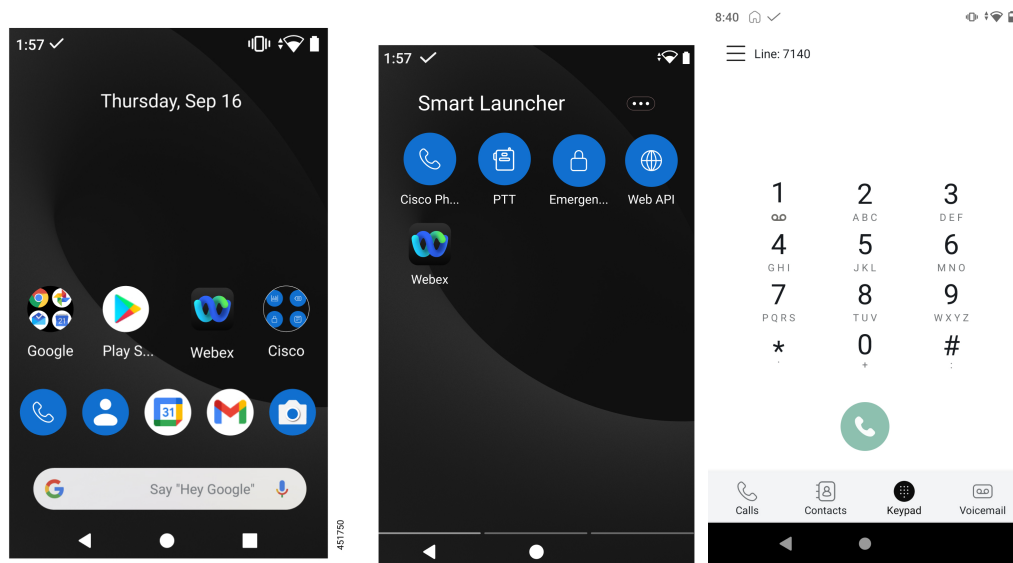 1:57
Thursday, Sep 16
Google
Play S...
Webex
Cisco
31
Say "Hey Google"
451750
1:57
Smart Launcher
Cisco Ph...
PTT
Emergen...
Web API
Webex
8:40
Line: 7140
1
2
3
ABC
DEF
4
5
6
GHI
JKL
MNO
7
8
9
PQRS
TUV
WXYZ
*
0
#
+
Calls
Contacts
Keypad
Voicemail